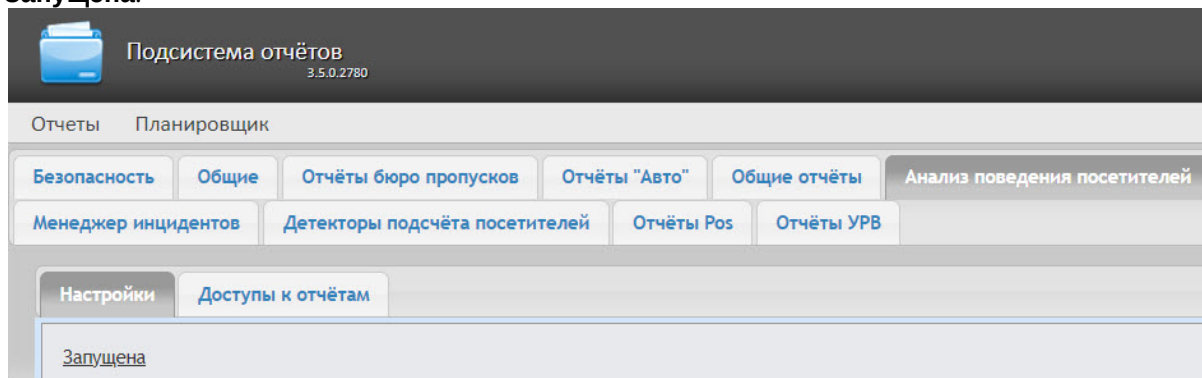 Запущена.
Подсистема отчётов
3.5.0.2780
Отчеты Планировщик
Безопасность Общие Отчёты бюро пропусков Отчёты "Авто" Общие отчёты Анализ поведения посетителей
Менеджер инцидентов Детекторы подсчёта посетителей Отчёты Pos Отчёты УРВ
Настройки Доступы к отчётам
Запущена